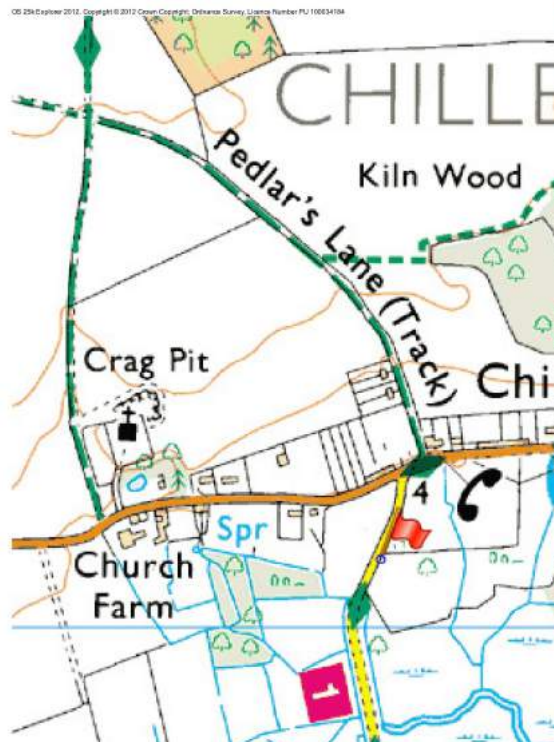 OS 25k Explorer 2012. Copyright © 2012 Crown Copyright; Ordnance Survey, Licence Number PU 100034184
CHILLE
Pedlar's Lane (Track)
Kiln Wood
Crag Pit
Chi
4
Spr
Church
Farm
1